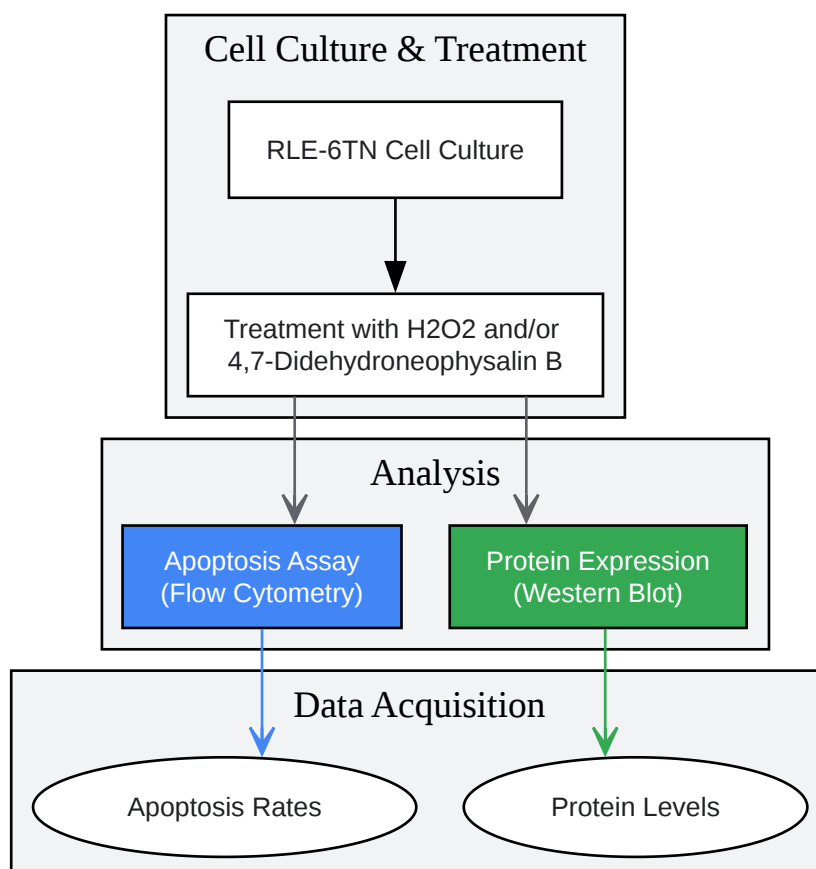 Cell Culture & Treatment
RLE-6TN Cell Culture
Treatment with H2O2 and/or
4,7-Didehydroneophysalin B
Analysis
Apoptosis Assay
(Flow Cytometry)
Protein Expression
(Western Blot)
Data Acquisition
Apoptosis Rates
Protein Levels